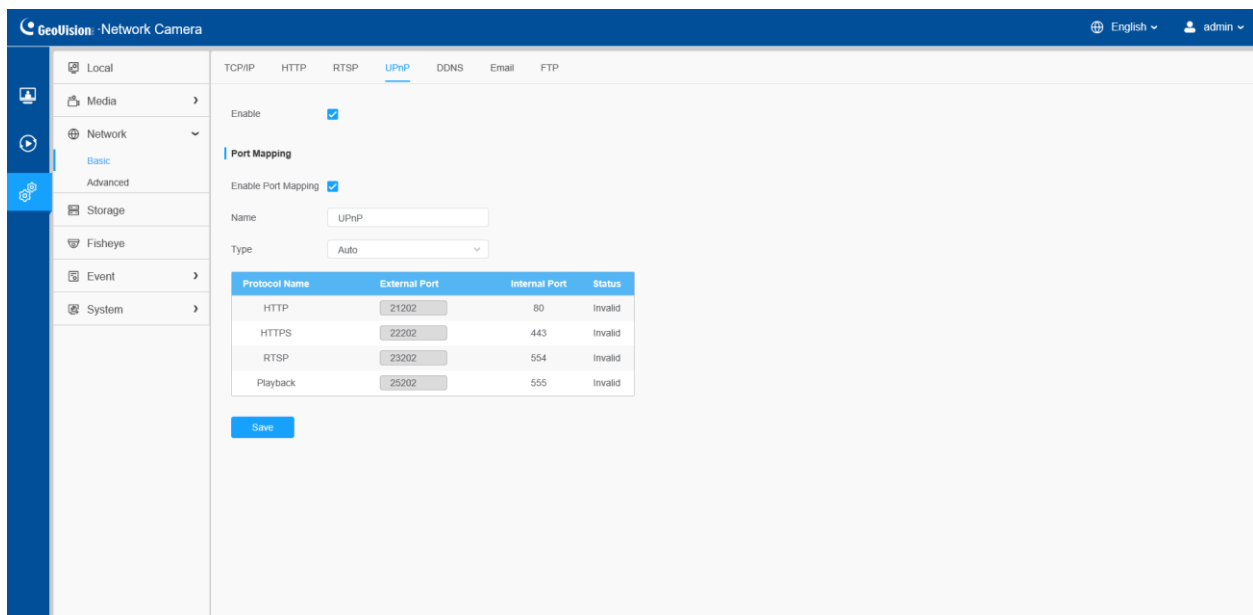 GeoVision: ·Network Camera
English
admin
Local
Media
Network
Basic
Advanced
Storage
Fisheye
Event
System
TCP/IP HTTP RTSP UPnP DDNS Email FTP
Enable
Port Mapping
Enable Port Mapping
Name UPnP
Type Auto
Protocol Name External Port Internal Port Status
HTTP 21202 80 Invalid
HTTPS 22202 443 Invalid
RTSP 23202 554 Invalid
Playback 25202 555 Invalid
Save